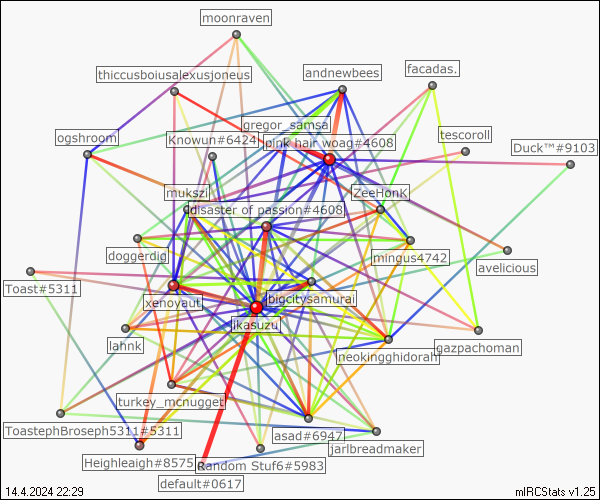 moonraven
thiccusboiusalexusjoneus
andnewbees
facadas.
gregor_samsa
tescoroll
ogshroom
Knowun#6424
pink hair woag#4608
Duck™#9103
mukszi
ZeeHonK
disaster of passion#4608
doggerdig
mingus4742
avelicious
Toast#5311
xenoyaut
bigcitysamurai
lahnk
ikasuzu
neokingghidorah
gazpachoman
turkey_mcnugget
ToastephBroseph5311#5311
asad#6947
jarlbreadmaker
Heighleaigh#8575
Random Stuf6#5983
default#0617
14.4.2024 22:29
mIRCStats v1.25